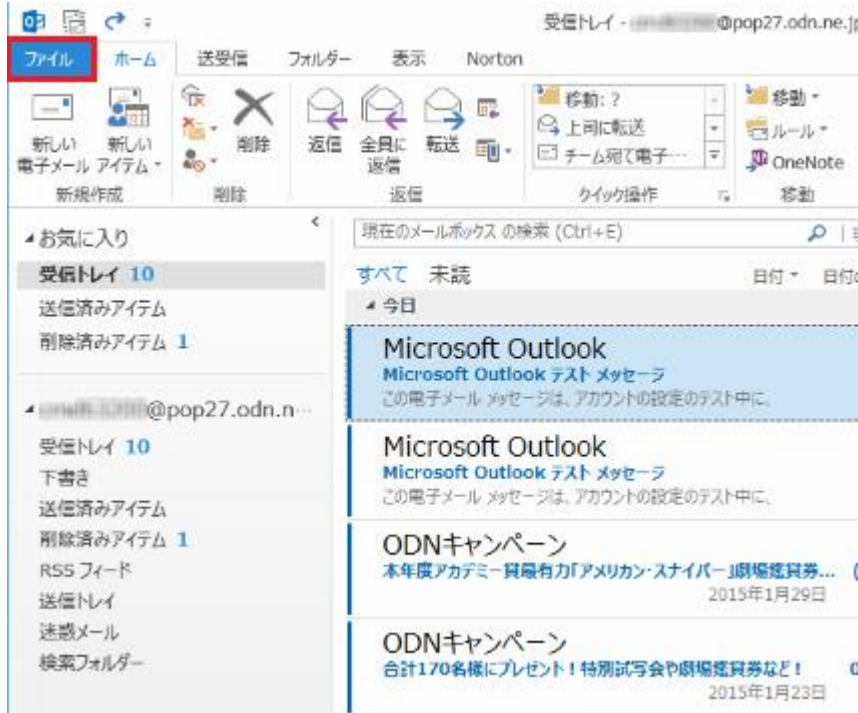 受信トレイ - @pop27.odn.ne.jp
ファイル ホーム 送受信 フォルダー 表示 Norton
新しい 電子メール
新しい アイテム
削除
返信
全員に 返信
転送
移動: ?
上司に転送
チーム宛て電子…
移動
ルール
OneNote
新規作成 削除 返信 クイック操作 移動
お気に入り
受信トレイ 10
送信済みアイテム
削除済みアイテム 1
@pop27.odn.n…
受信トレイ 10
下書き
送信済みアイテム
削除済みアイテム 1
RSS フィード
送信トレイ
迷惑メール
検索フォルダー
現在のメールボックス の検索 (Ctrl+E)
すべて 未読 日付
今日
Microsoft Outlook
Microsoft Outlook テスト メッセージ
この電子メール メッセージは、アカウントの設定のテスト中に、
Microsoft Outlook
Microsoft Outlook テスト メッセージ
この電子メール メッセージは、アカウントの設定のテスト中に、
ODNキャンペーン
本年度アカデミー賞最有力「アメリカン・スナイパー」劇場鑑賞券...
2015年1月29日
ODNキャンペーン
合計170名様にプレゼント!特別試写会や劇場鑑賞券など!
2015年1月23日